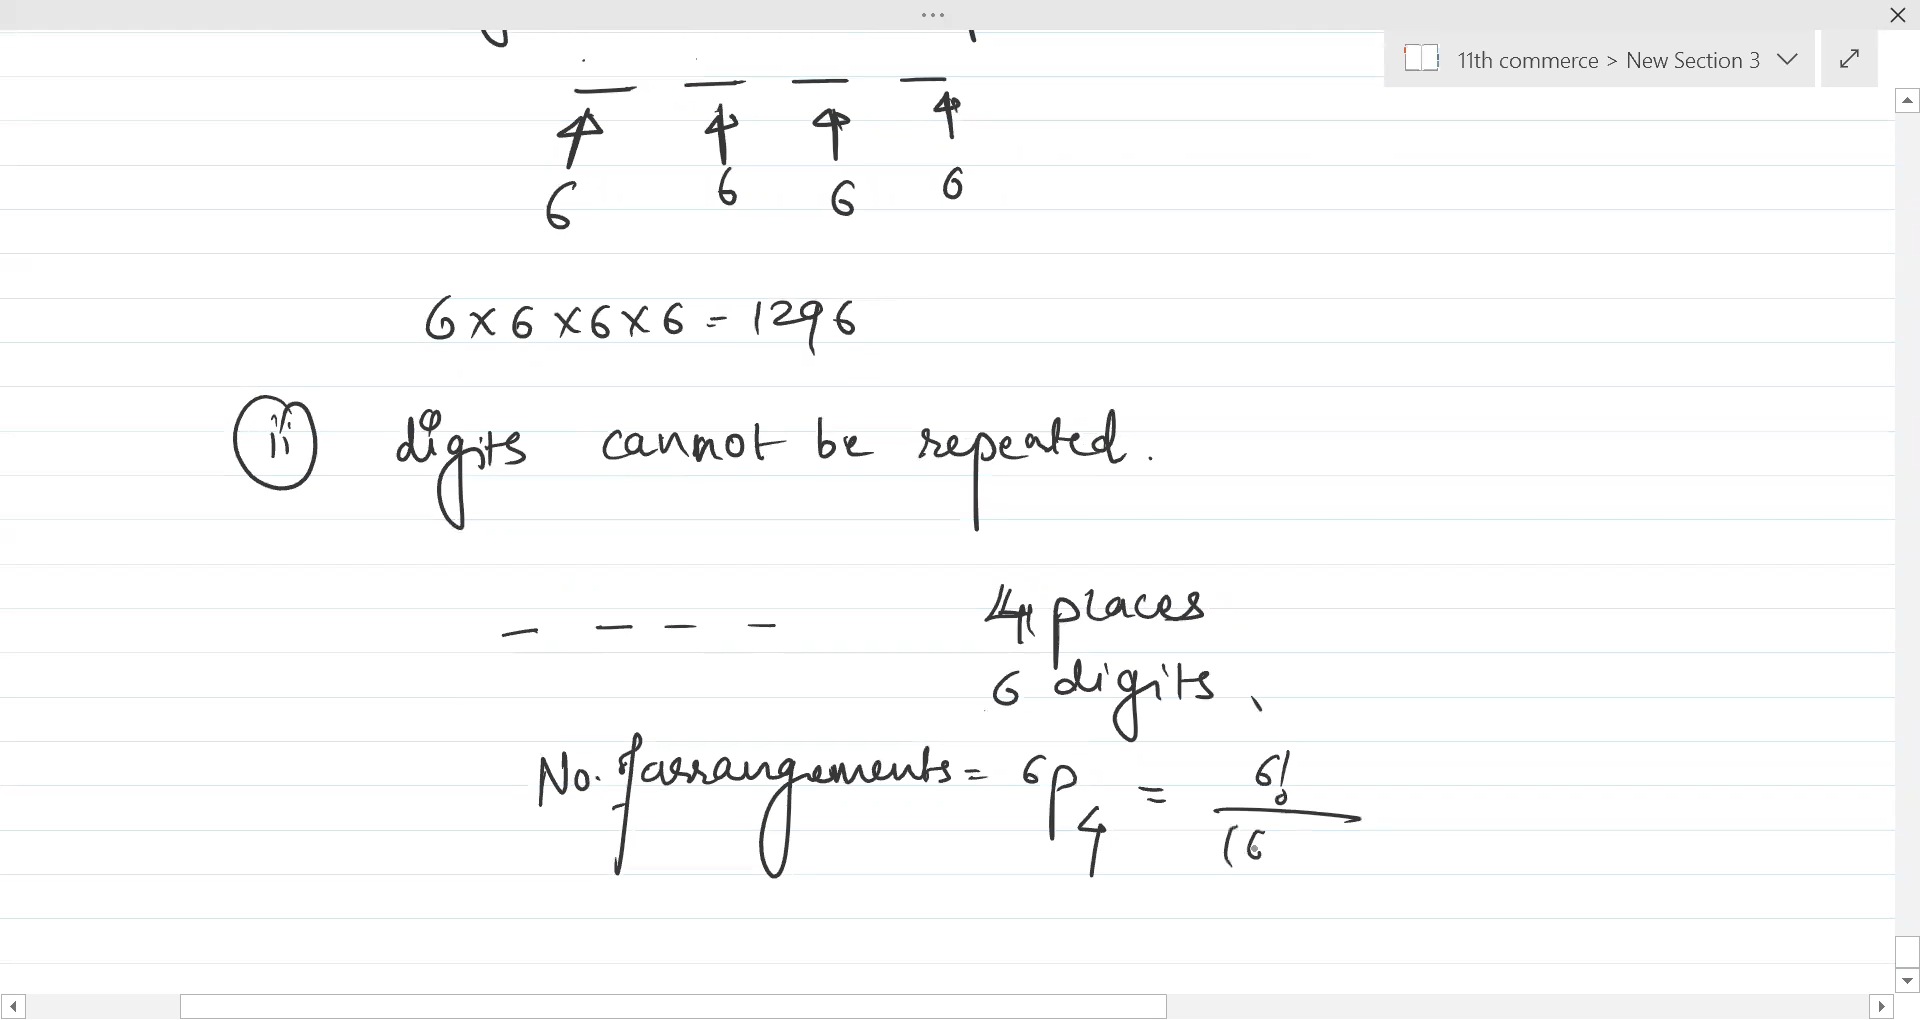 11th commerce > New Section 3
6 6 6 6
6 × 6 × 6 × 6 = 1296
ii digits cannot be repeated.
4 places
6 digits,
No. of arrangements = ⁶P₄ = 6!
(6